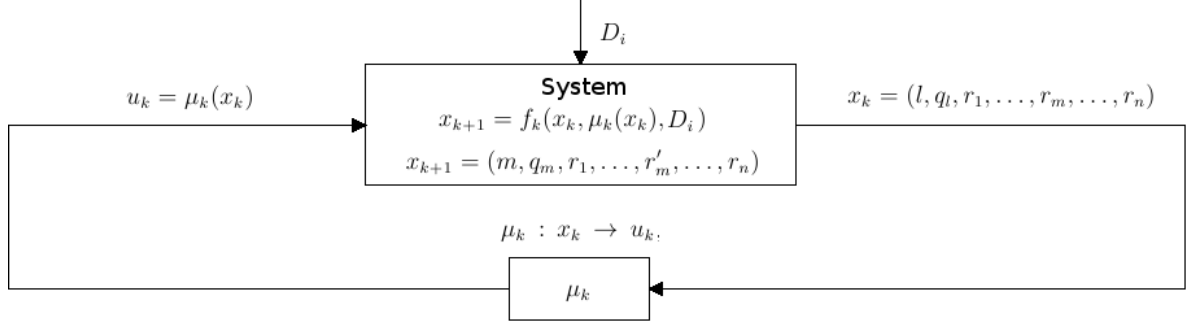 D_i
System
u_k = μ_k(x_k)
x_k = (l, q_l, r_1, . . . , r_m, . . . , r_n)
x_{k+1} = f_k(x_k, μ_k(x_k), D_i)
x_{k+1} = (m, q_m, r_1, . . . , r'_m, . . . , r_n)
μ_k : x_k → u_k.
μ_k